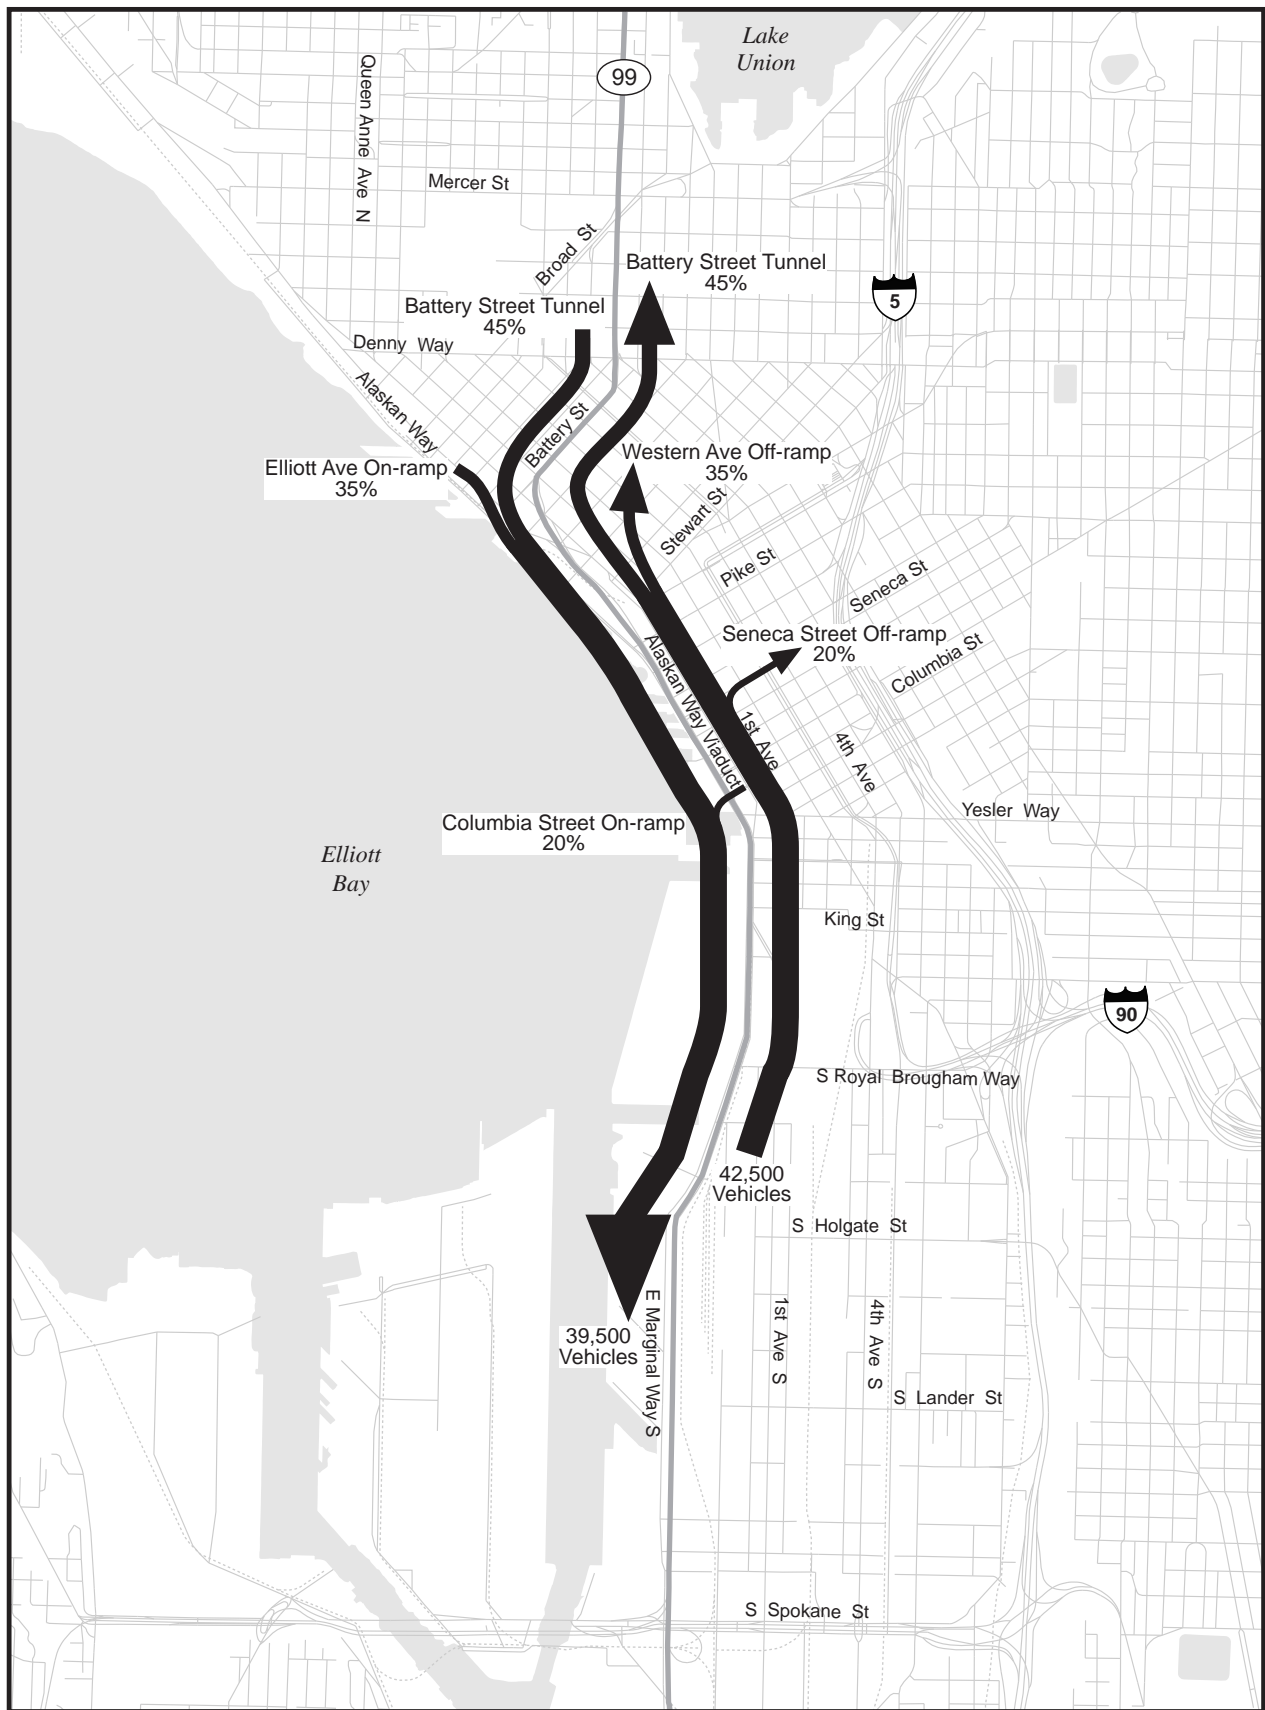 Lake
Union
99
Queen Anne Ave N
Mercer St
Broad St
Battery Street Tunnel
45%
5
Battery Street Tunnel
45%
Denny Way
Alaskan Way
Battery St
Western Ave Off-ramp
35%
Elliott Ave On-ramp
35%
Stewart St
Pike St
Seneca St
Seneca Street Off-ramp
20%
Columbia St
Alaskan Way Viaduct
1st Ave
4th Ave
Yesler Way
Columbia Street On-ramp
20%
Elliott
Bay
King St
90
S Royal Brougham Way
42,500
Vehicles
S Holgate St
39,500
Vehicles
E Marginal Way S
1st Ave S
4th Ave S
S Lander St
S Spokane St